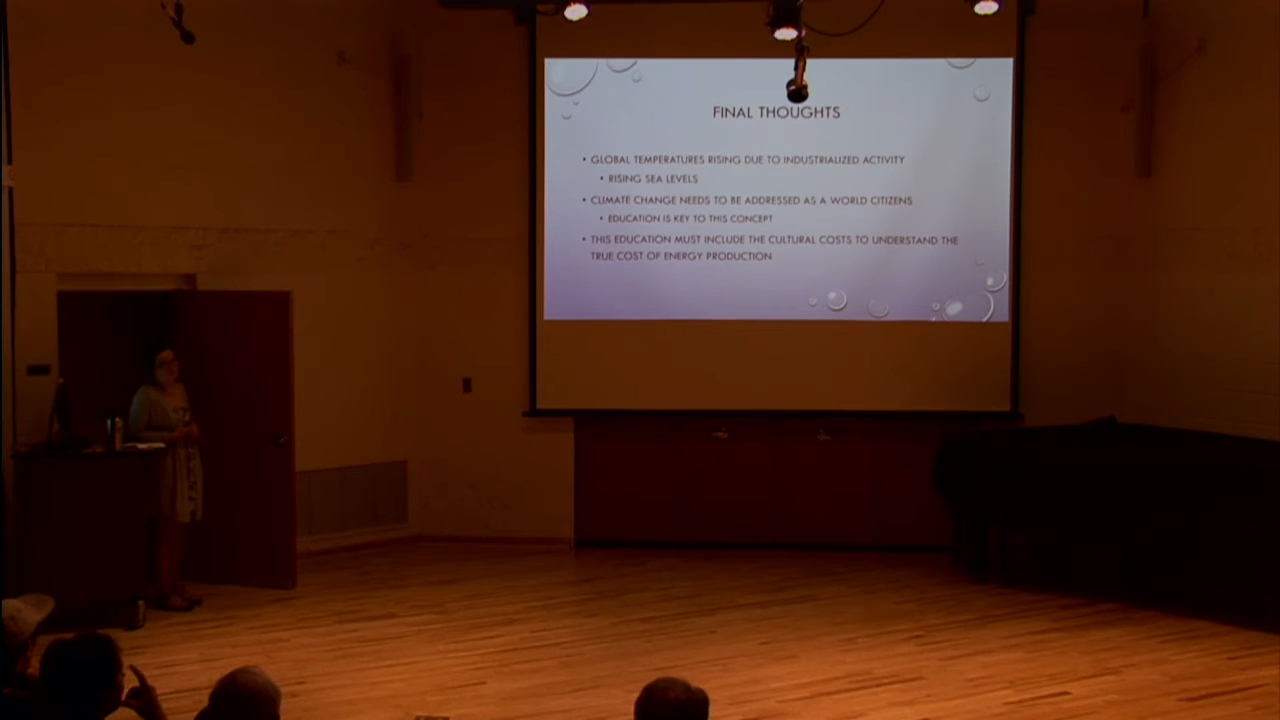 FINAL THOUGHTS
• GLOBAL TEMPERATURES RISING DUE TO INDUSTRIALIZED ACTIVITY
• RISING SEA LEVELS
• CLIMATE CHANGE NEEDS TO BE ADDRESSED AS A WORLD CITIZENS
• EDUCATION IS KEY TO THIS CONCEPT
• THIS EDUCATION MUST INCLUDE THE CULTURAL COSTS TO UNDERSTAND THE
TRUE COST OF ENERGY PRODUCTION